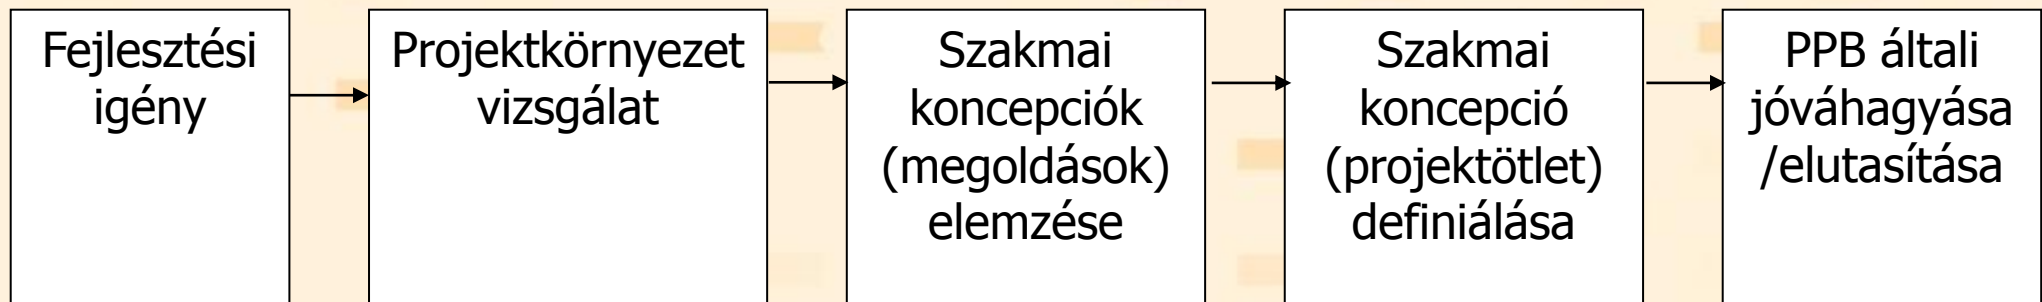 Fejlesztési
igény
Projektkörnyezet
vizsgálat
Szakmai
koncepciók
(megoldások)
elemzése
Szakmai
koncepció
(projektötlet)
definiálása
PPB általi
jóváhagyása
/elutasítása